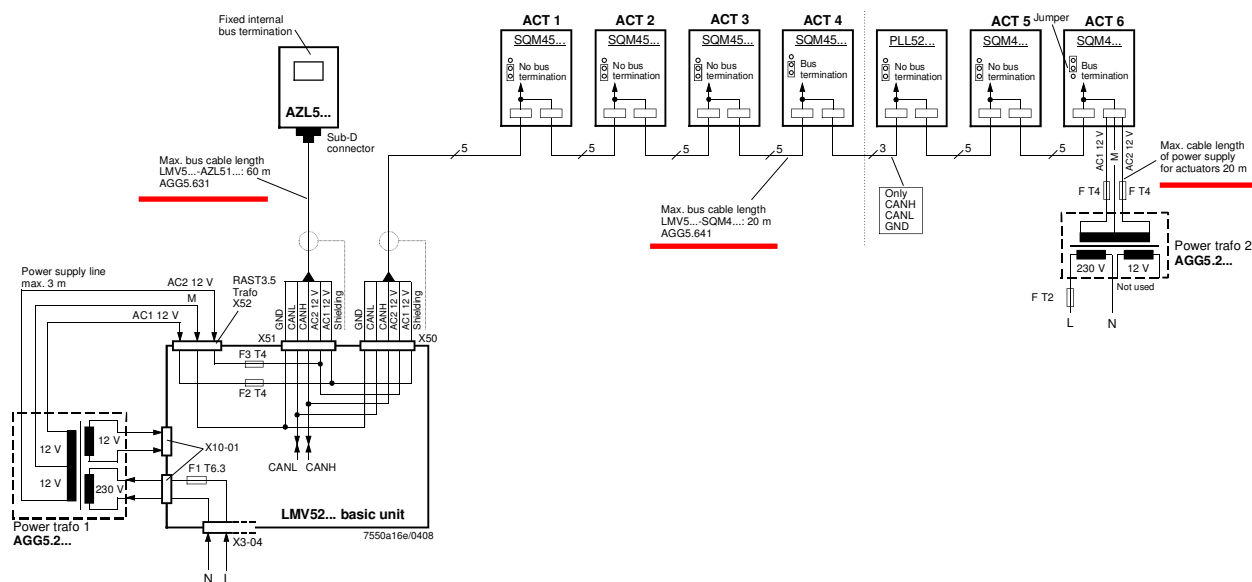 Fixed internal
bus termination
AZL5...
Sub-D
connector
Max. bus cable length
LMV5...-AZL51...: 60 m
AGG5.631
ACT 1
SQM45...
No bus
termination
ACT 2
SQM45...
No bus
termination
ACT 3
SQM45...
No bus
termination
ACT 4
SQM45...
Bus
termination
PLL52...
No bus
termination
ACT 5
SQM4...
No bus
termination
Jumper
ACT 6
SQM4...
Bus
termination
5
5
5
5
3
5
5
Max. bus cable length
LMV5...-SQM4...: 20 m
AGG5.641
Only
CANH
CANL
GND
AC1 12 V
M
AC2 12 V
Max. cable length
of power supply
for actuators 20 m
F T4
F T4
Power trafo 2
AGG5.2...
230 V
12 V
Not used
F T2
L
N
Power supply line
max. 3 m
AC2 12 V
M
AC1 12 V
RAST3.5
Trafo
X52
GND
CANL
CANH
AC2 12 V
AC1 12 V
Shielding
GND
CANL
CANH
AC2 12 V
AC1 12 V
Shielding
X51
X50
F3 T4
F2 T4
CANL
CANH
12 V
12 V
12 V
230 V
X10-01
F1 T6.3
Power trafo 1
AGG5.2...
LMV52... basic unit
7550a16e/0408
X3-04
N
L